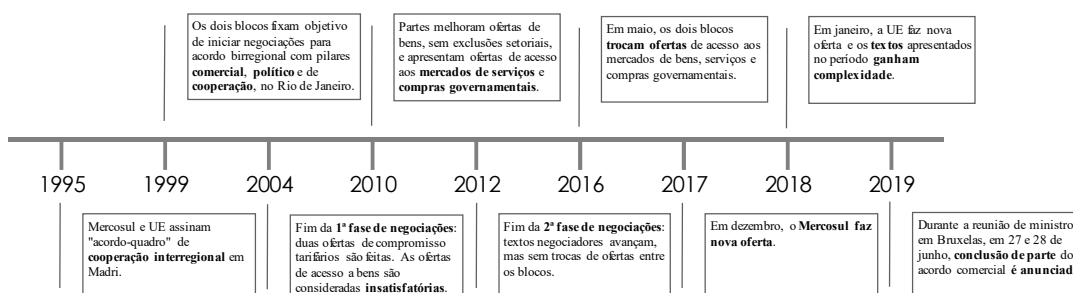 Os dois blocos fixam objetivo
de iniciar negociações para
acordo birregional com pilares
comercial, político e de
cooperação, no Rio de Janeiro.
Partes melhoram ofertas de
bens, sem exclusões setoriais,
e apresentam ofertas de acesso
aos mercados de serviços e
compras governamentais.
Em maio, os dois blocos
trocam ofertas de acesso aos
mercados de bens, serviços e
compras governamentais.
Em janeiro, a UE faz nova
oferta e os textos apresentados
no período ganham
complexidade.
1995 1999 2004 2010 2012 2016 2017 2018 2019
Mercosul e UE assinam
"acordo-quadro" de
cooperação interregional em
Madri.
Fim da 1ª fase de negociações:
duas ofertas de compromisso
tarifários são feitas. As ofertas
de acesso a bens são
consideradas insatisfatórias.
Fim da 2ª fase de negociações:
textos negociadores avançam,
mas sem trocas de ofertas entre
os blocos.
Em dezembro, o Mercosul faz
nova oferta.
Durante a reunião de ministro
em Bruxelas, em 27 e 28 de
junho, conclusão de parte do
acordo comercial é anunciad